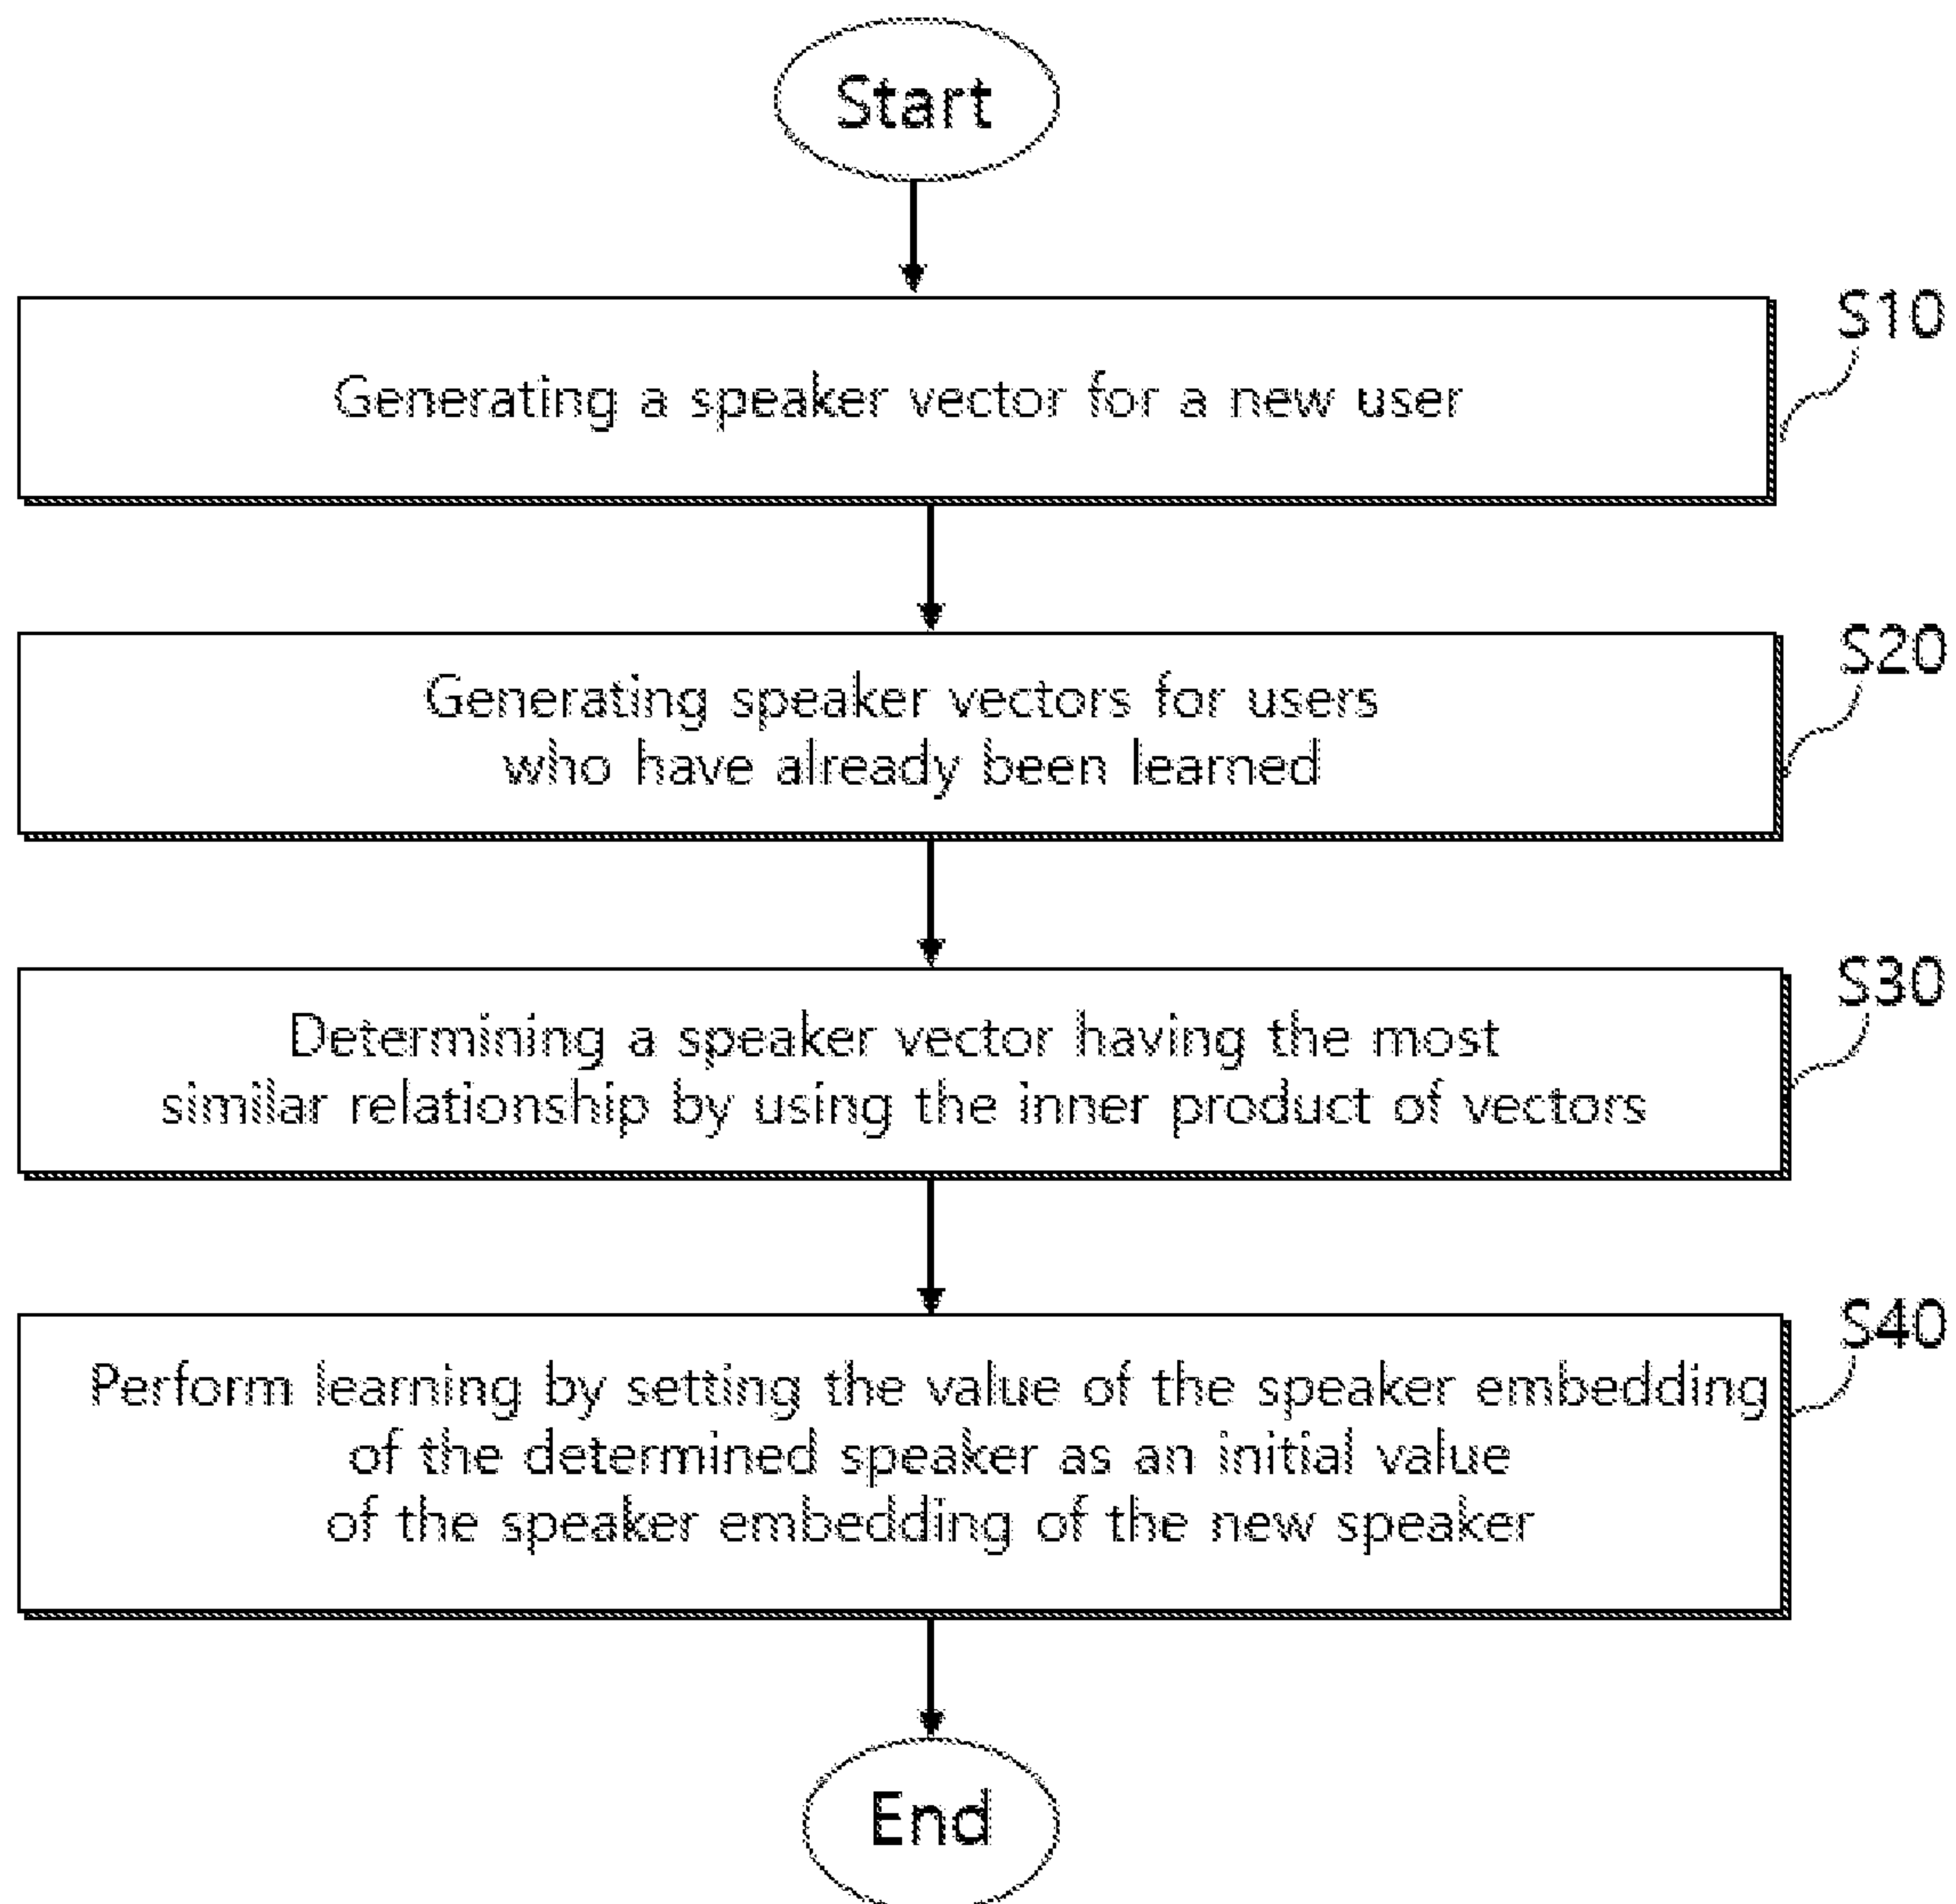 Start
S10
Generating a speaker vector for a new user
S20
Generating speaker vectors for users
who have already been learned
S30
Determining a speaker vector having the most
similar relationship by using the inner product of vectors
S40
Perform learning by setting the value of the speaker embedding
of the determined speaker as an initial value
of the speaker embedding of the new speaker
End